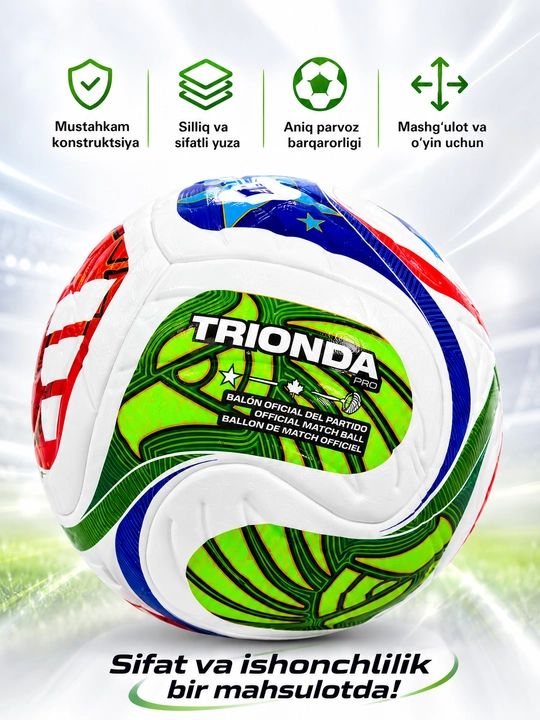 Mustahkam
konstruktsiya
Silliq va
sifatli yuza
Aniq parvoz
barqarorligi
Mashg‘ulot va
o‘yin uchun
TRIONDA
PRO
BALÓN OFICIAL DEL PARTIDO
OFFICIAL MATCH BALL
BALLON DE MATCH OFFICIEL
Sifat va ishonchlilik
bir mahsulotda!